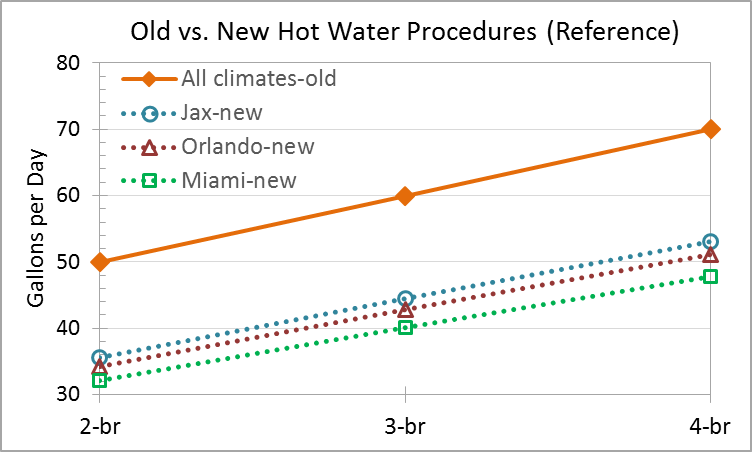 Old vs. New Hot Water Procedures (Reference)
80
70
60
50
40
30
Gallons per Day
All climates-old
Jax-new
Orlando-new
Miami-new
2-br
3-br
4-br